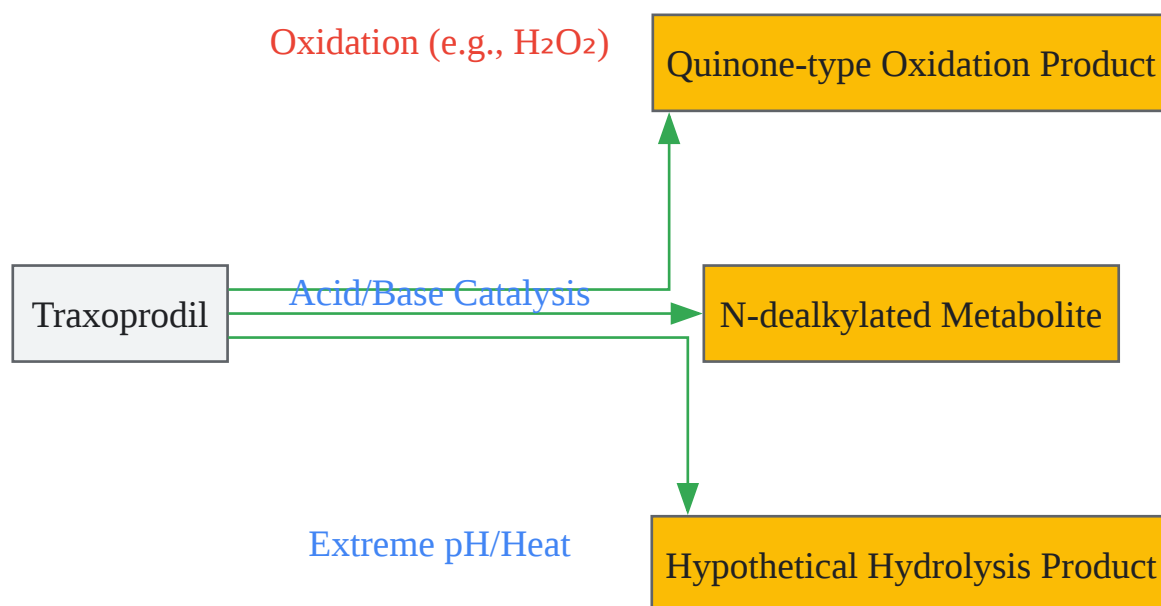 Oxidation (e.g., H₂O₂)
Quinone-type Oxidation Product
Traxoprodil
Acid/Base Catalysis
N-dealkylated Metabolite
Extreme pH/Heat
Hypothetical Hydrolysis Product